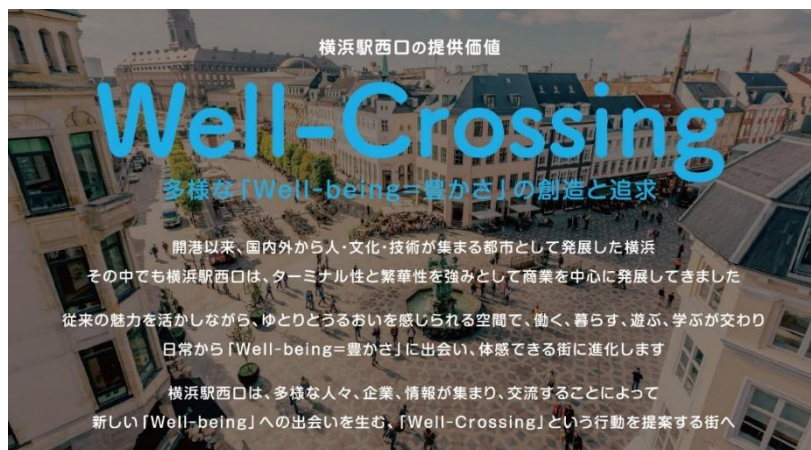 横浜駅西口の提供価値
Well-Crossing
多様な「Well-being=豊かさ」の創造と追求
開港以来、国内外から人・文化・技術が集まる都市として発展した横浜
その中でも横浜駅西口は、ターミナル性と繁華性を強みとして商業を中心に発展してきました
従来の魅力を活かしながら、ゆとりとうるおいを感じられる空間で、働く、暮らす、遊ぶ、学ぶが交わり
日常から「Well-being=豊かさ」に出会い、体感できる街に進化します
横浜駅西口は、多様な人々、企業、情報が集まり、交流することによって
新しい「Well-being」への出会いを生む、「Well-Crossing」という行動を提案する街へ